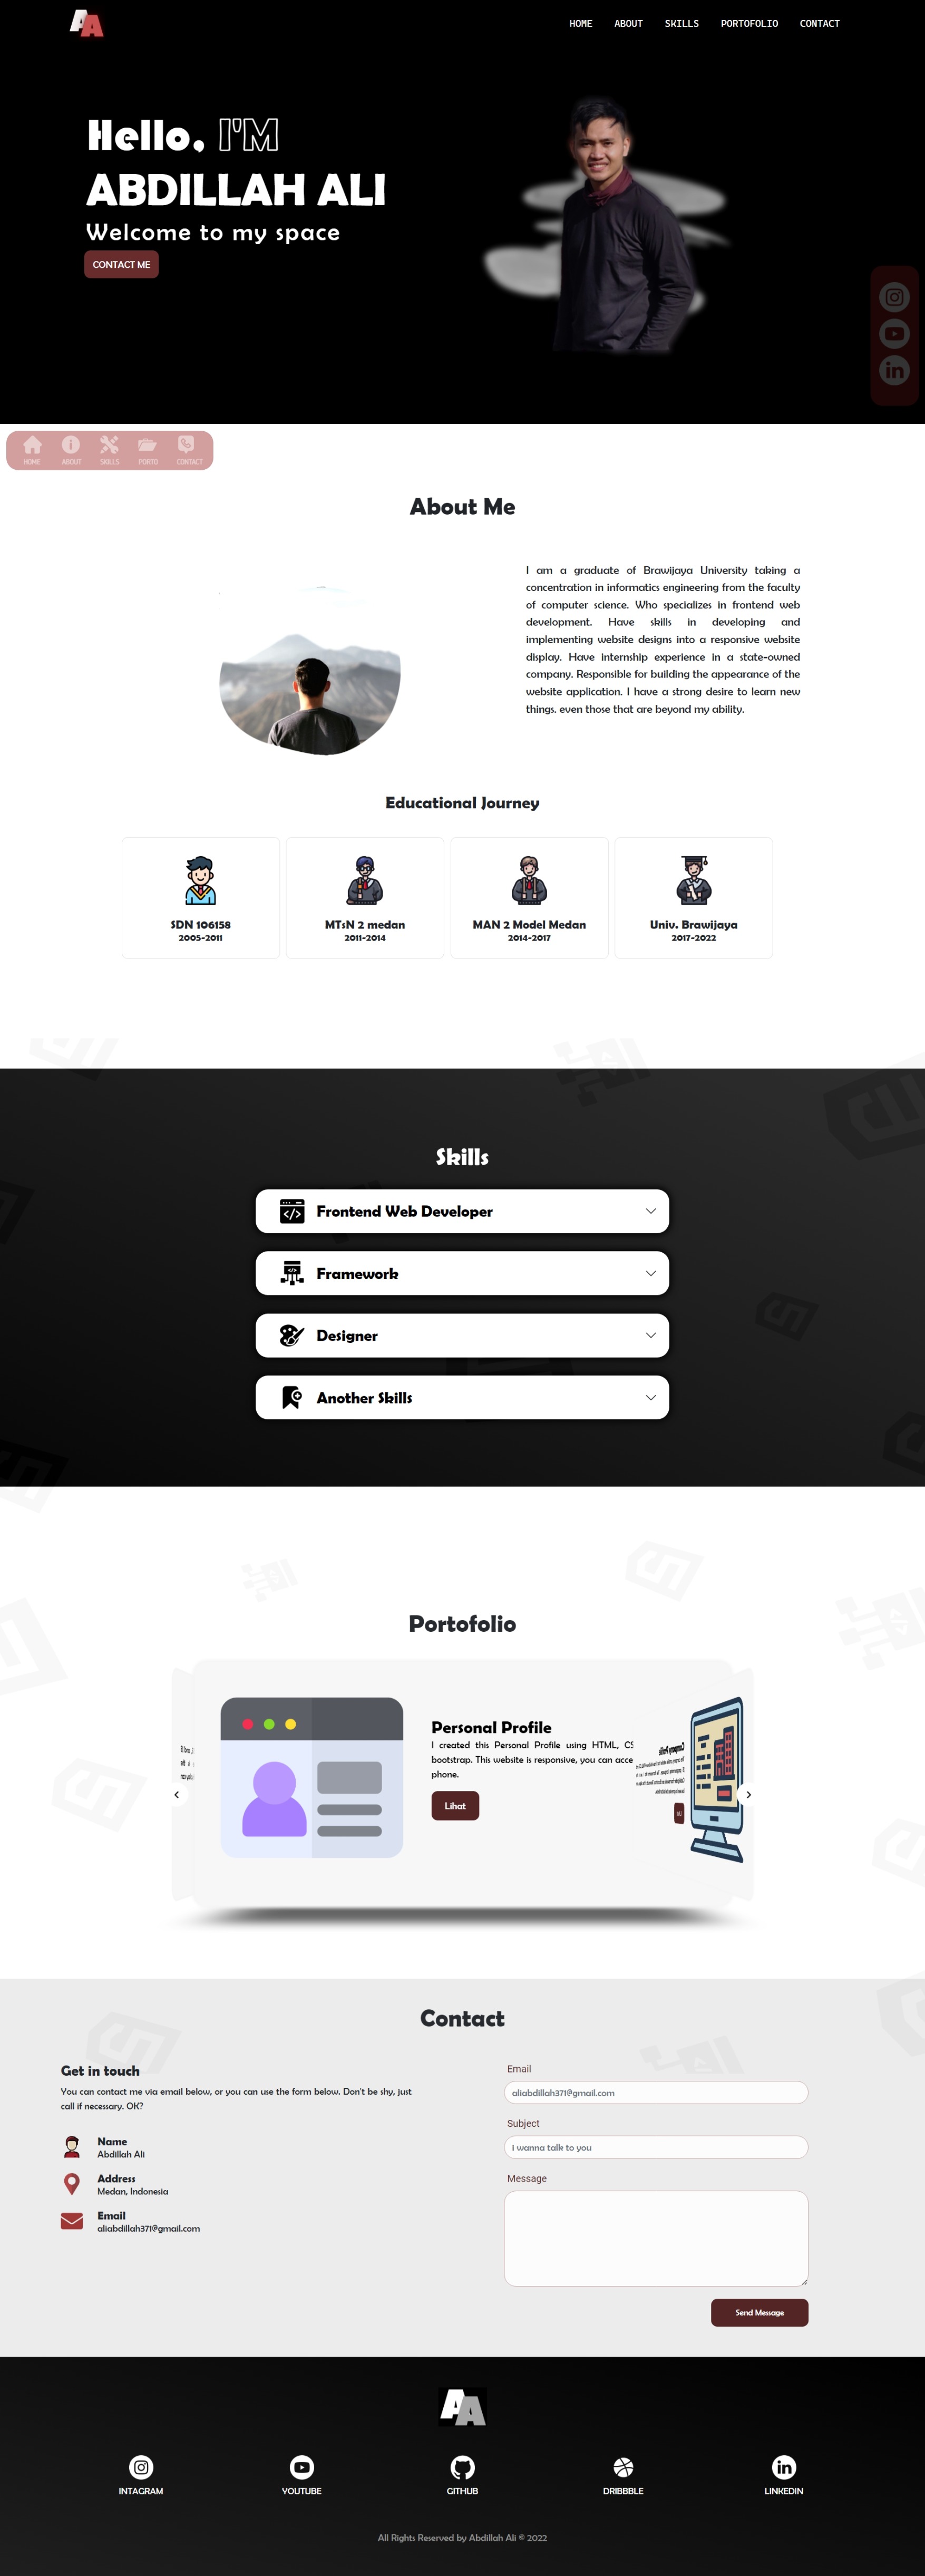 AA
HOME ABOUT SKILLS PORTOFOLIO CONTACT
Hello, I'M
ABDILLAH ALI
Welcome to my space
CONTACT ME
HOME ABOUT SKILLS PORTO CONTACT
About Me
I am a graduate of Brawijaya University taking a
concentration in informatics engineering from the faculty
of computer science. Who specializes in frontend web
development. Have skills in developing and
implementing website designs into a responsive website
display. Have internship experience in a state-owned
company. Responsible for building the appearance of the
website application. I have a strong desire to learn new
things. even those that are beyond my ability.
Educational Journey
SDN 106158
2005-2011
MTsN 2 medan
2011-2014
MAN 2 Model Medan
2014-2017
Univ. Brawijaya
2017-2022
Skills
Frontend Web Developer
Framework
Designer
Another Skills
Portofolio
Personal Profile
I created this Personal Profile using HTML, CS
bootstrap. This website is responsive, you can acce
phone.
Lihat
Contact
Get in touch
You can contact me via email below, or you can use the form below. Don't be shy, just
call if necessary. OK?
Name
Abdillah Ali
Address
Medan, Indonesia
Email
aliabdillah371@gmail.com
Email
aliabdillah371@gmail.com
Subject
i wanna talk to you
Message
Send Message
AA
INTAGRAM YOUTUBE GITHUB DRIBBBLE LINKEDIN
All Rights Reserved by Abdillah Ali © 2022